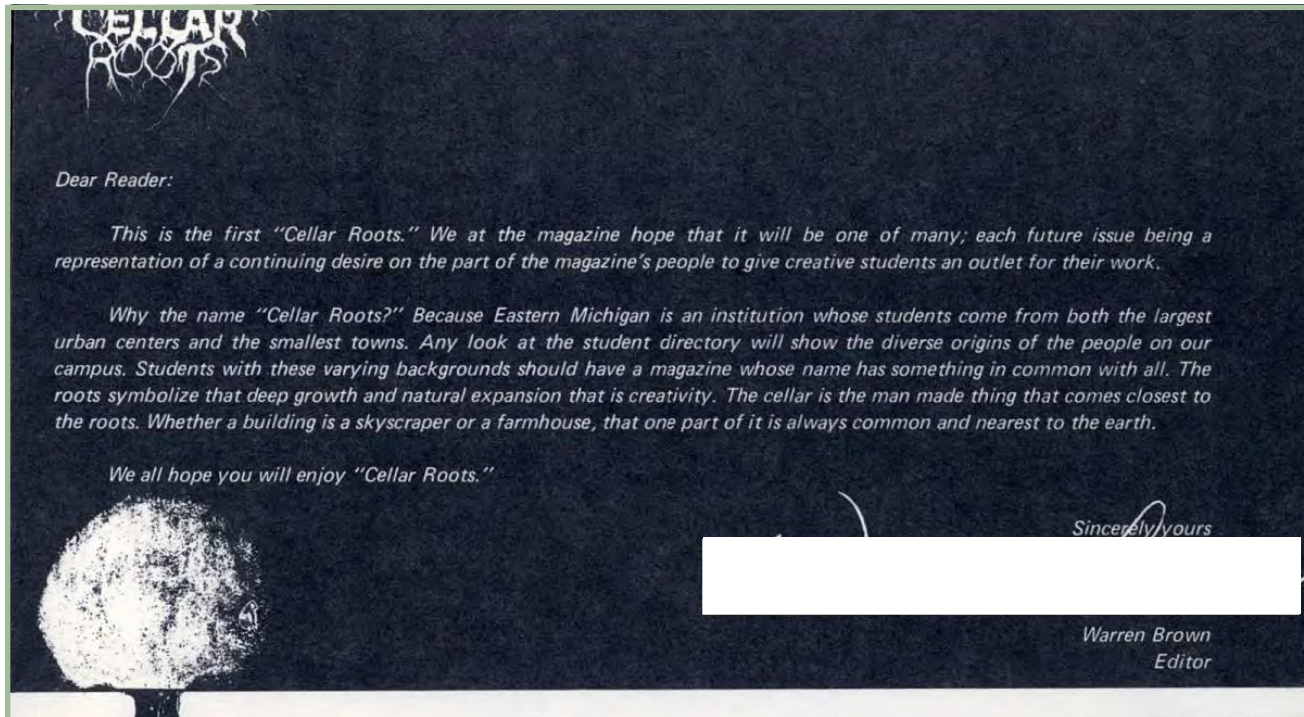 CELLAR
ROOTS
Dear Reader:
This is the first "Cellar Roots." We at the magazine hope that it will be one of many; each future issue being a
representation of a continuing desire on the part of the magazine's people to give creative students an outlet for their work.
Why the name "Cellar Roots?" Because Eastern Michigan is an institution whose students come from both the largest
urban centers and the smallest towns. Any look at the student directory will show the diverse origins of the people on our
campus. Students with these varying backgrounds should have a magazine whose name has something in common with all. The
roots symbolize that deep growth and natural expansion that is creativity. The cellar is the man made thing that comes closest to
the roots. Whether a building is a skyscraper or a farmhouse, that one part of it is always common and nearest to the earth.
We all hope you will enjoy "Cellar Roots."
Sincerely yours
Warren Brown
Editor